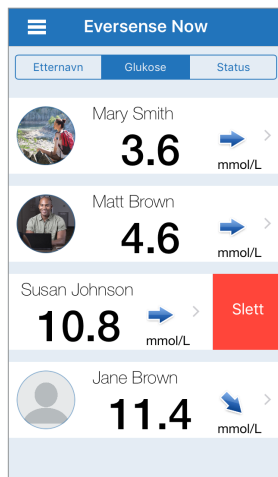 Eversense Now
Etternavn Glukose Status
Mary Smith
3.6
mmol/L
Matt Brown
4.6
mmol/L
Susan Johnson
10.8
mmol/L
Slett
Jane Brown
11.4
mmol/L